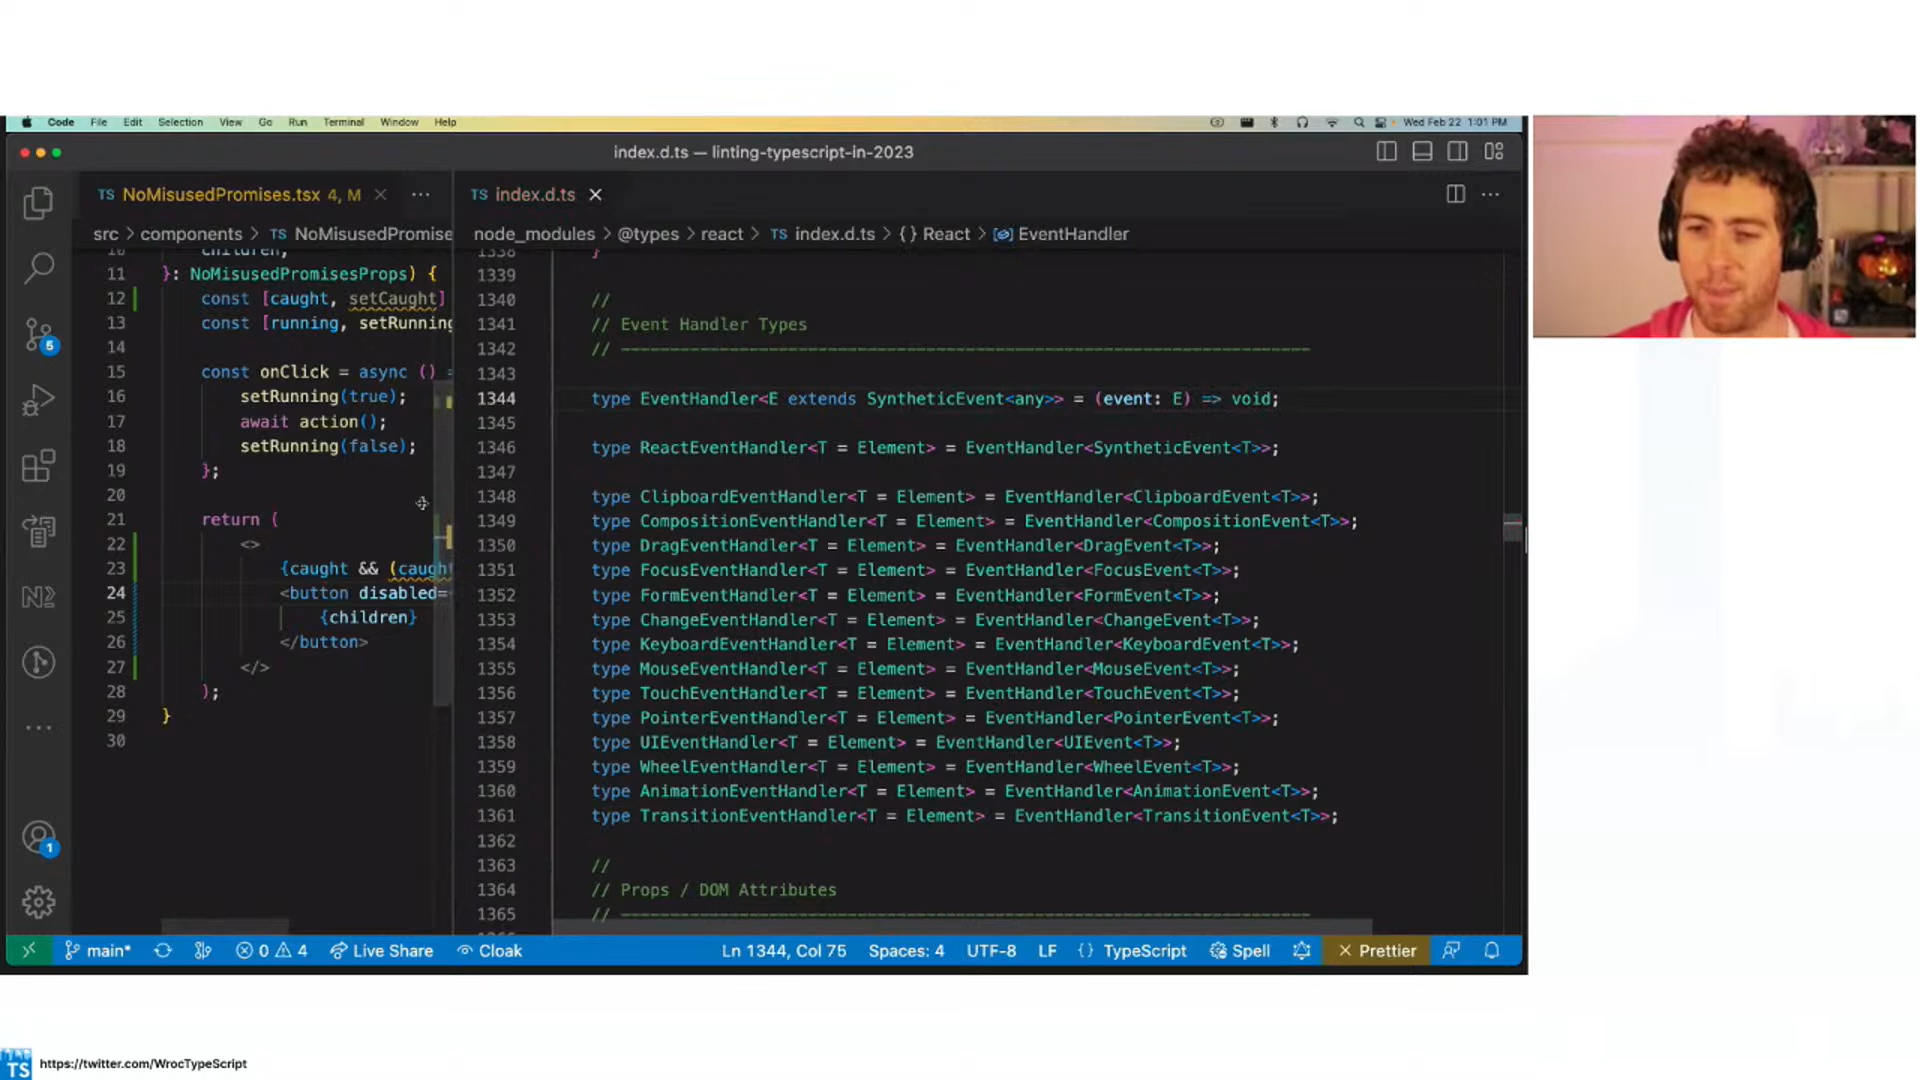 Code File Edit Selection View Go Run Terminal Window Help
Wed Feb 22 1:01 PM
index.d.ts — linting-typescript-in-2023
TS NoMisusedPromises.tsx 4, M
TS index.d.ts
src > components > TS NoMisusedPromise
node_modules > @types > react > TS index.d.ts > {} React > EventHandler
10 children,
11 }: NoMisusedPromisesProps) {
12 const [caught, setCaught]
13 const [running, setRunning
14
15 const onClick = async () =
16 setRunning(true);
17 await action();
18 setRunning(false);
19 };
20
21 return (
22 <>
23 {caught && (caugh
24 <button disabled=
25 {children}
26 </button>
27 </>
28 );
29 }
30
1338 }
1339
1340 //
1341 // Event Handler Types
1342 // ----------------------------------------------------------------------
1343
1344 type EventHandler<E extends SyntheticEvent<any>> = (event: E) => void;
1345
1346 type ReactEventHandler<T = Element> = EventHandler<SyntheticEvent<T>>;
1347
1348 type ClipboardEventHandler<T = Element> = EventHandler<ClipboardEvent<T>>;
1349 type CompositionEventHandler<T = Element> = EventHandler<CompositionEvent<T>>;
1350 type DragEventHandler<T = Element> = EventHandler<DragEvent<T>>;
1351 type FocusEventHandler<T = Element> = EventHandler<FocusEvent<T>>;
1352 type FormEventHandler<T = Element> = EventHandler<FormEvent<T>>;
1353 type ChangeEventHandler<T = Element> = EventHandler<ChangeEvent<T>>;
1354 type KeyboardEventHandler<T = Element> = EventHandler<KeyboardEvent<T>>;
1355 type MouseEventHandler<T = Element> = EventHandler<MouseEvent<T>>;
1356 type TouchEventHandler<T = Element> = EventHandler<TouchEvent<T>>;
1357 type PointerEventHandler<T = Element> = EventHandler<PointerEvent<T>>;
1358 type UIEventHandler<T = Element> = EventHandler<UIEvent<T>>;
1359 type WheelEventHandler<T = Element> = EventHandler<WheelEvent<T>>;
1360 type AnimationEventHandler<T = Element> = EventHandler<AnimationEvent<T>>;
1361 type TransitionEventHandler<T = Element> = EventHandler<TransitionEvent<T>>;
1362
1363 //
1364 // Props / DOM Attributes
1365 // ----------------------------------------------------------------------
5
N
1
main* 0 4 Live Share Cloak
Ln 1344, Col 75 Spaces: 4 UTF-8 LF {} TypeScript Spell Prettier
TS https://twitter.com/WrocTypeScript